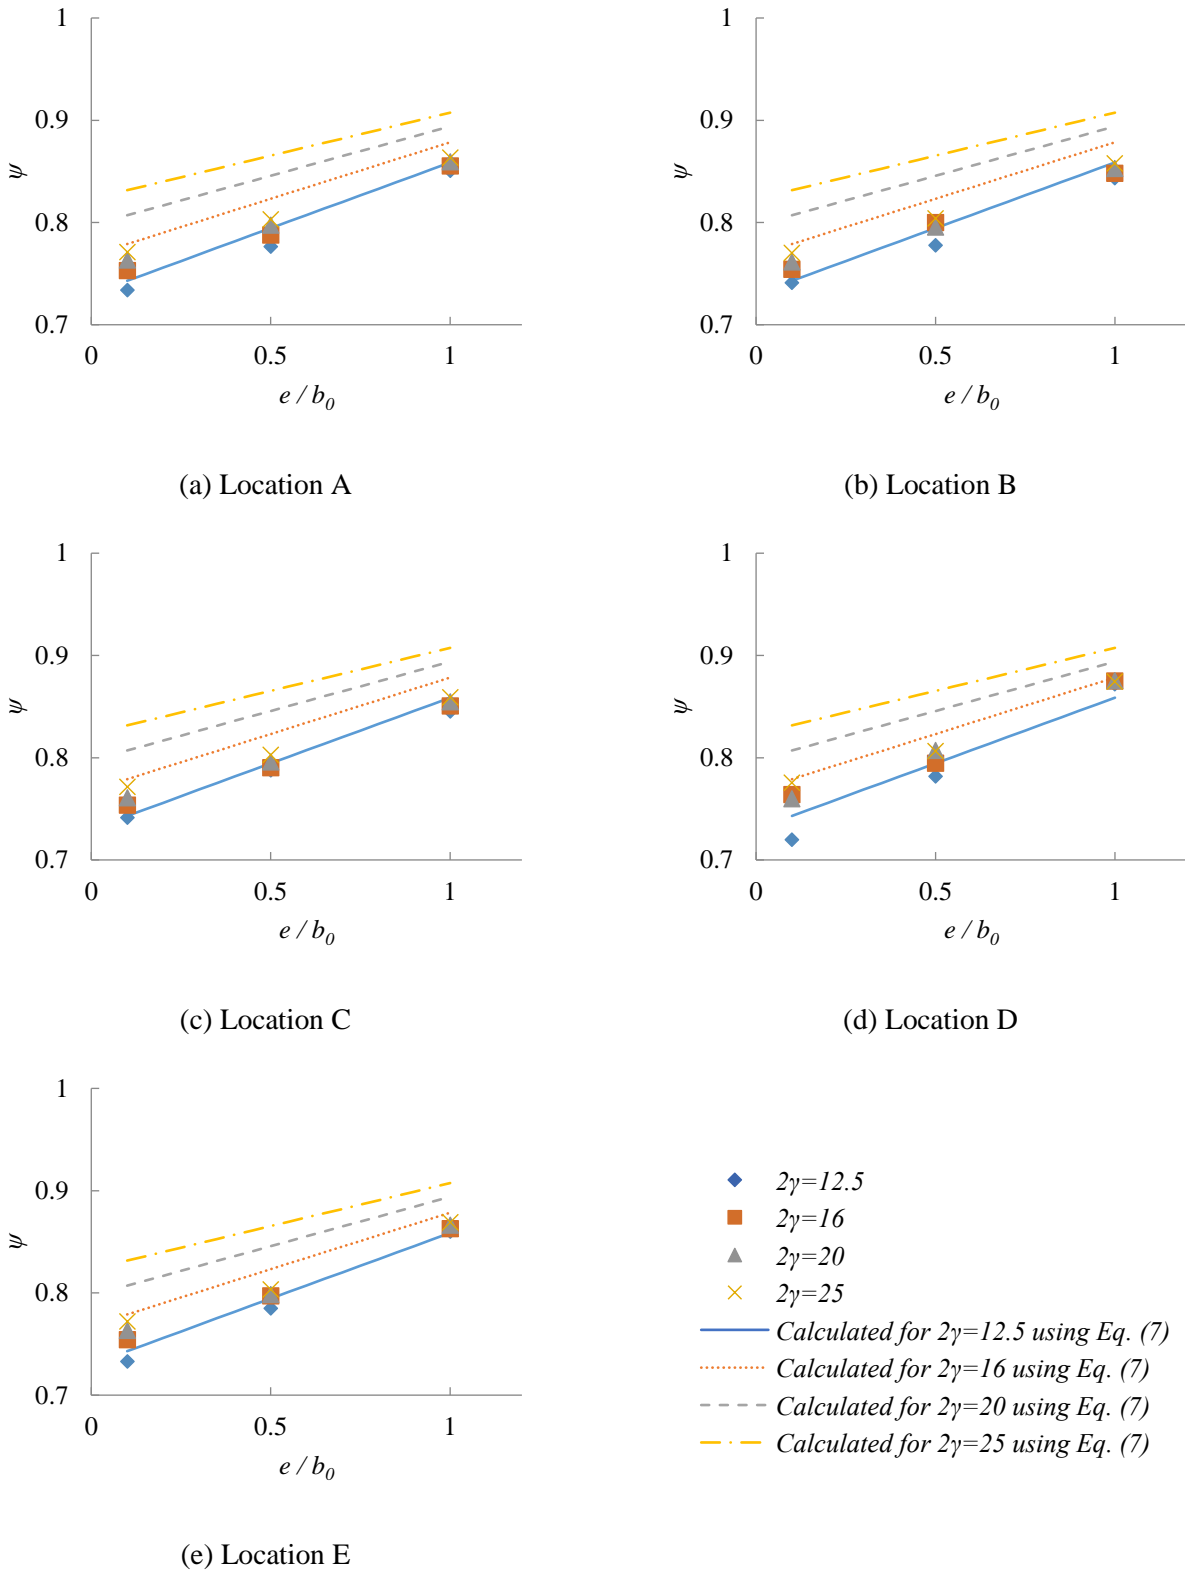 1
0.9
ψ
0.8
0.7
0 0.5 1
e / b0
(a) Location A
1
0.9
ψ
0.8
0.7
0 0.5 1
e / b0
(b) Location B
1
0.9
ψ
0.8
0.7
0 0.5 1
e / b0
(c) Location C
1
0.9
ψ
0.8
0.7
0 0.5 1
e / b0
(d) Location D
1
0.9
ψ
0.8
0.7
0 0.5 1
e / b0
(e) Location E
2γ=12.5
2γ=16
2γ=20
2γ=25
Calculated for 2γ=12.5 using Eq. (7)
Calculated for 2γ=16 using Eq. (7)
Calculated for 2γ=20 using Eq. (7)
Calculated for 2γ=25 using Eq. (7)